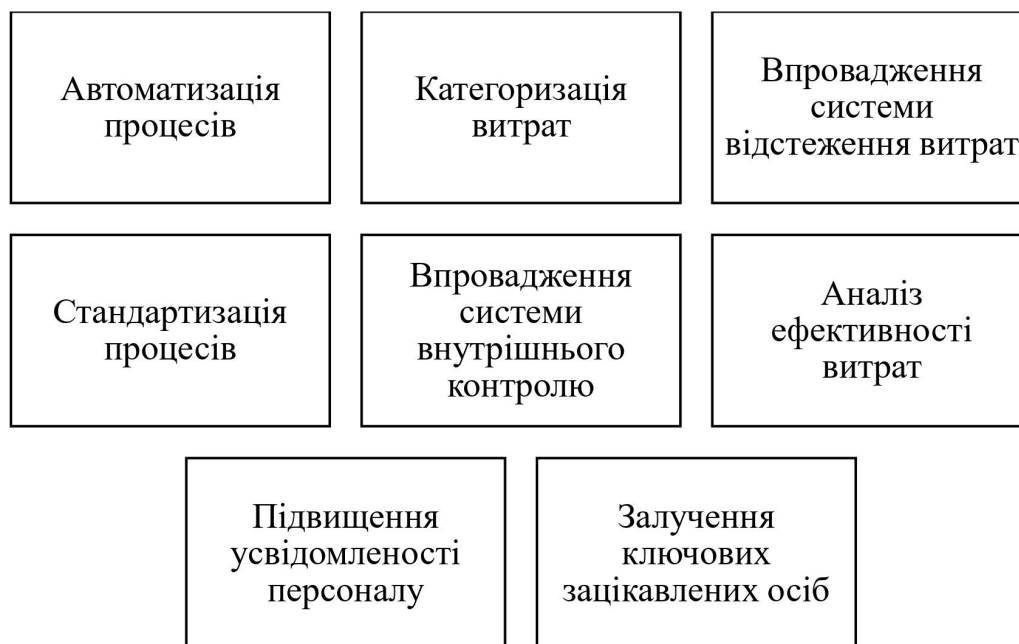 Автоматизація
процесів
Категоризація
витрат
Впровадження
системи
відстеження витрат
Стандартизація
процесів
Впровадження
системи
внутрішнього
контролю
Аналіз
ефективності
витрат
Підвищення
усвідомленості
персоналу
Залучення
ключових
зацікавлених осіб